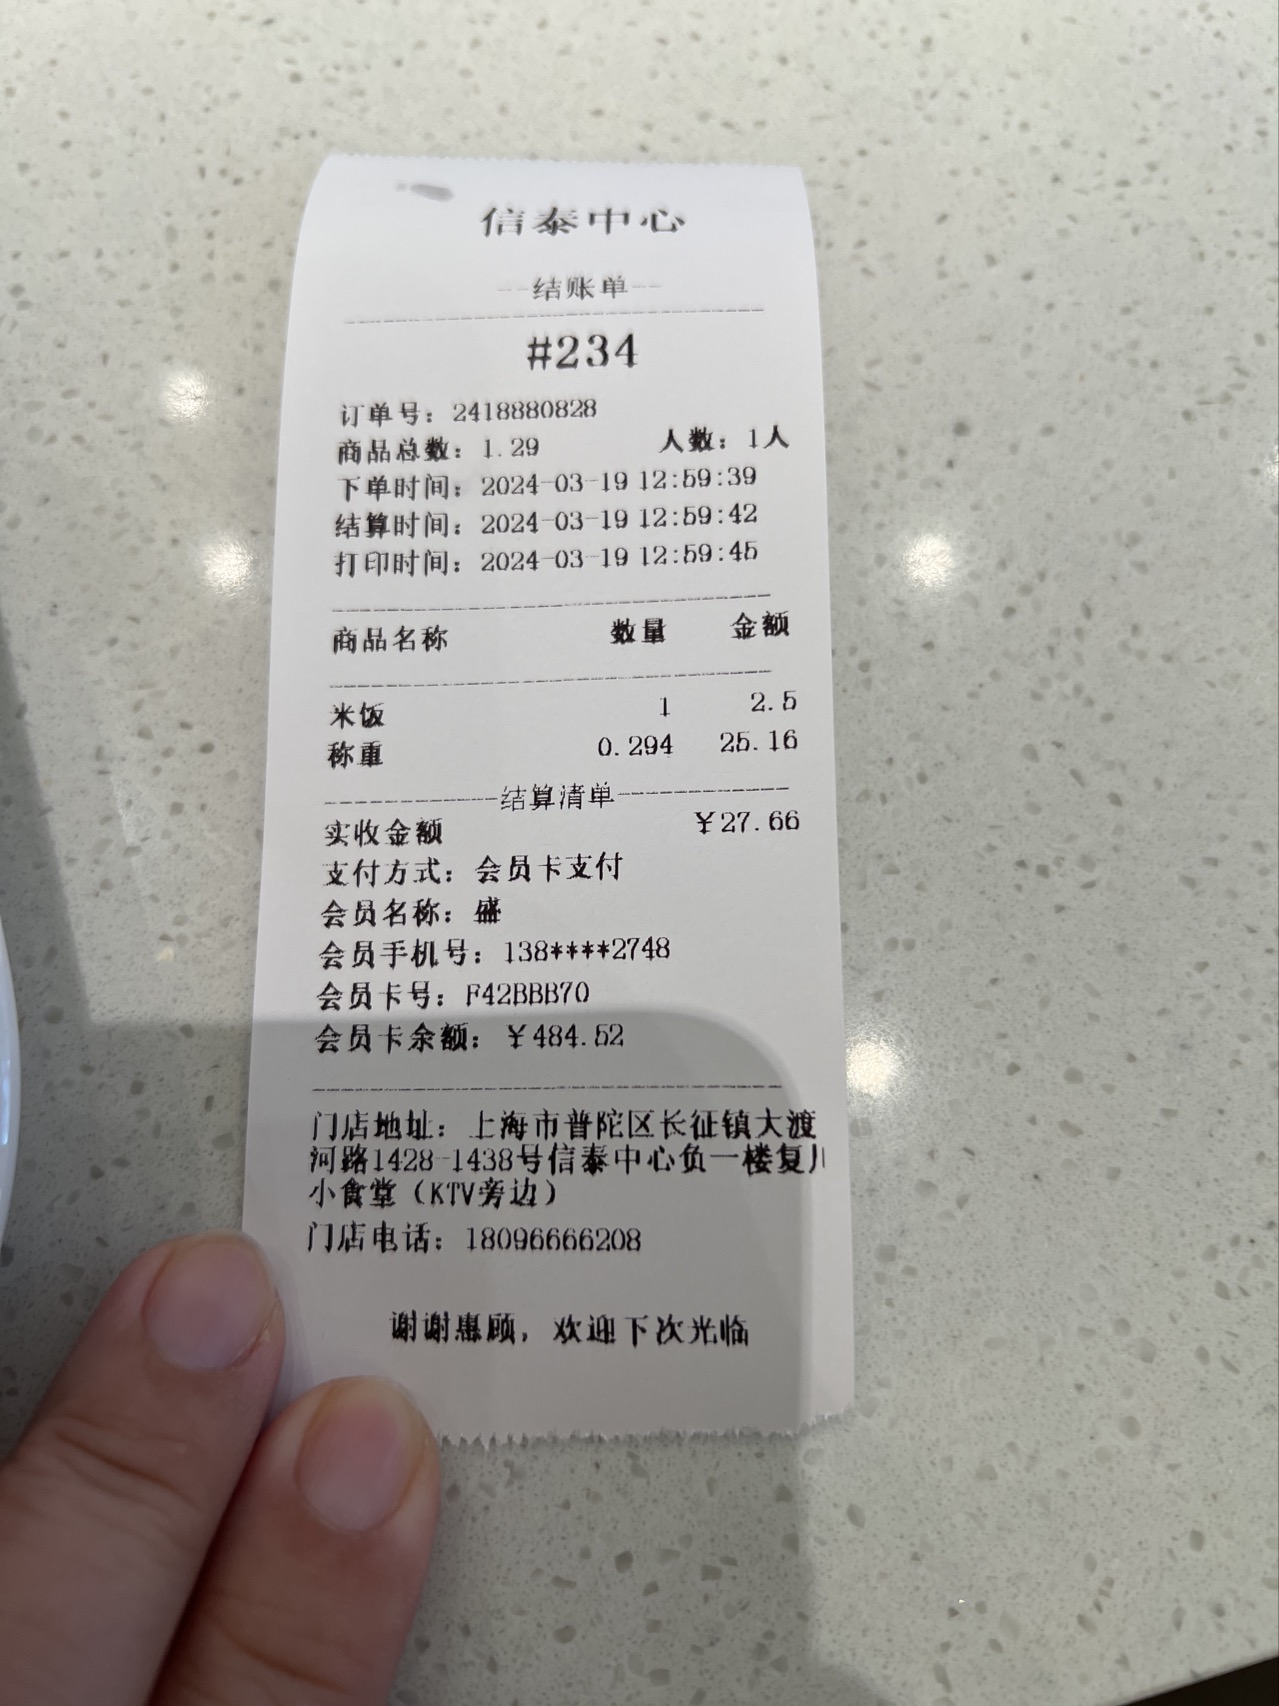 信泰中心
--结账单--
#234
订单号：2418880828
商品总数：1.29 人数：1人
下单时间：2024-03-19 12:59:39
结算时间：2024-03-19 12:59:42
打印时间：2024-03-19 12:59:45
商品名称 数量 金额
米饭 1 2.5
称重 0.294 25.16
------------结算清单------------
实收金额 ￥27.66
支付方式：会员卡支付
会员名称：盛
会员手机号：138****2748
会员卡号：F42BBB70
会员卡余额：￥484.52
门店地址：上海市普陀区长征镇大渡
河路1428-1438号信泰中心负一楼复
小食堂（KTV旁边）
门店电话：18096666208
谢谢惠顾，欢迎下次光临